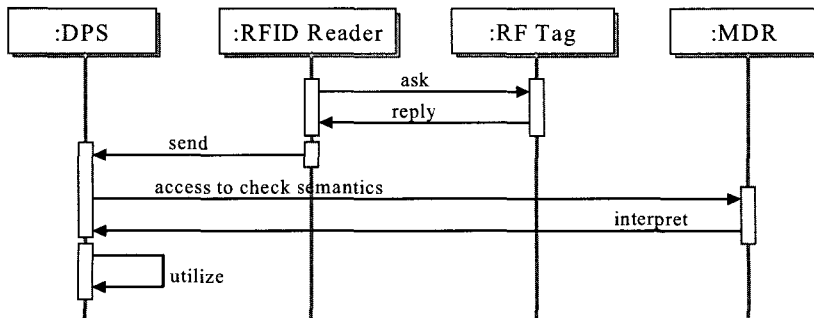 :DPS
:RFID Reader
:RF Tag
:MDR
ask
reply
send
access to check semantics
interpret
utilize